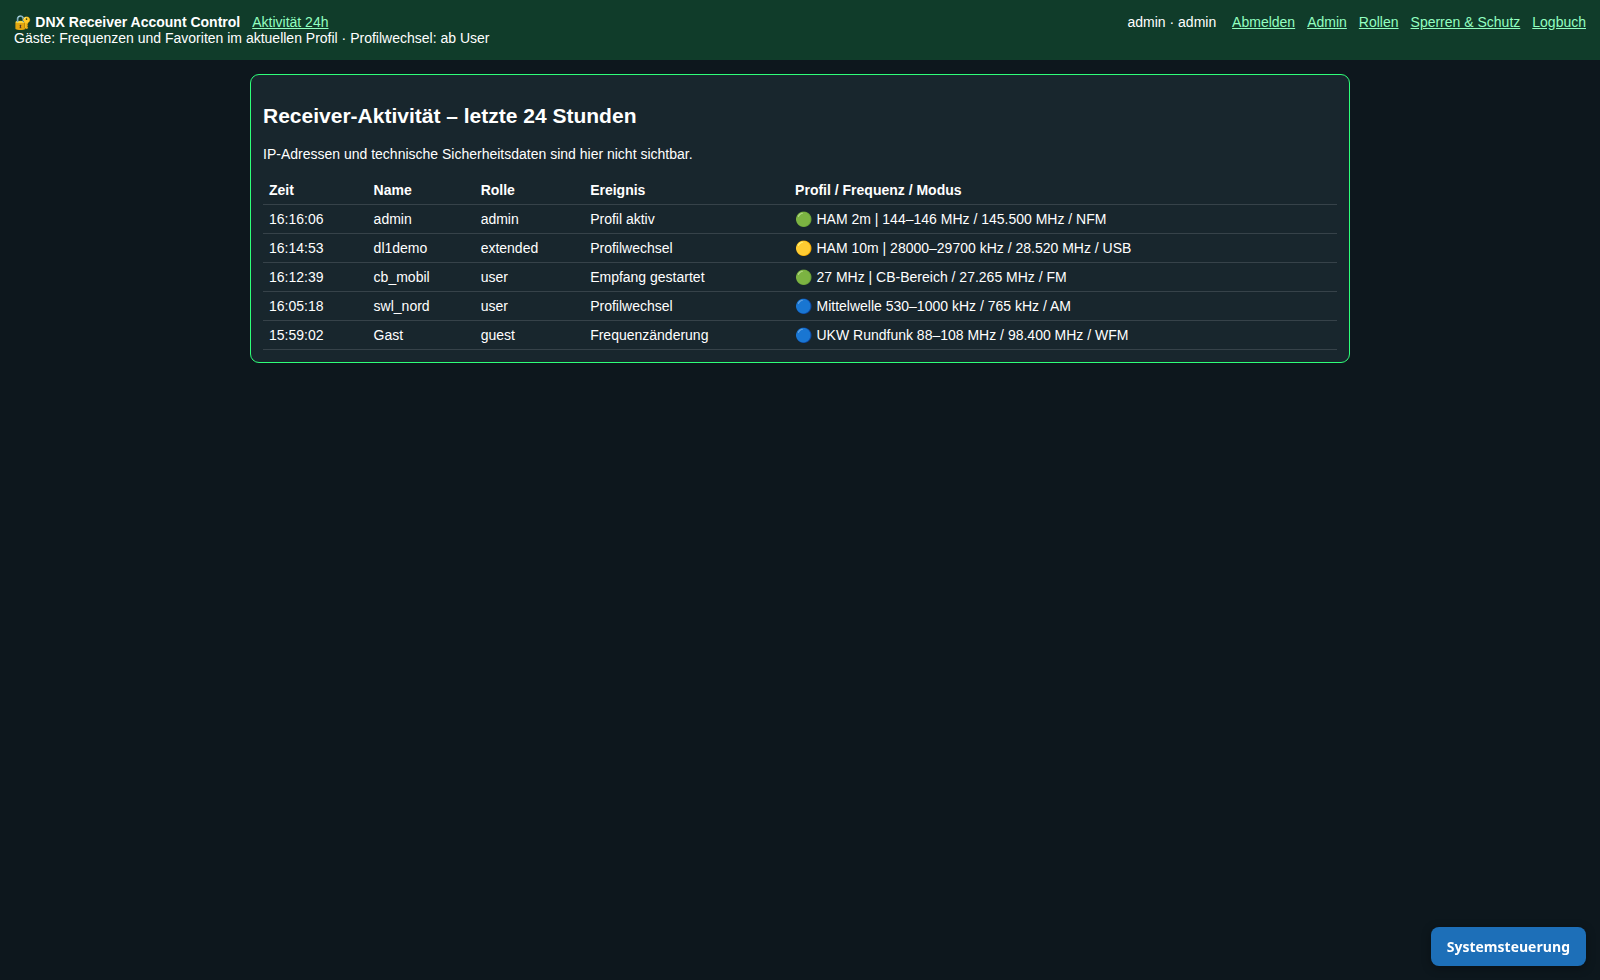 🔐 DNX Receiver Account Control Aktivität 24h
Gäste: Frequenzen und Favoriten im aktuellen Profil · Profilwechsel: ab User
admin · admin Abmelden Admin Rollen Sperren & Schutz Logbuch
Receiver-Aktivität – letzte 24 Stunden
IP-Adressen und technische Sicherheitsdaten sind hier nicht sichtbar.
Zeit Name Rolle Ereignis Profil / Frequenz / Modus
16:16:06 admin admin Profil aktiv 🟢 HAM 2m | 144–146 MHz / 145.500 MHz / NFM
16:14:53 dl1demo extended Profilwechsel 🟡 HAM 10m | 28000–29700 kHz / 28.520 MHz / USB
16:12:39 cb_mobil user Empfang gestartet 🟢 27 MHz | CB-Bereich / 27.265 MHz / FM
16:05:18 swl_nord user Profilwechsel 🔵 Mittelwelle 530–1000 kHz / 765 kHz / AM
15:59:02 Gast guest Frequenzänderung 🔵 UKW Rundfunk 88–108 MHz / 98.400 MHz / WFM
Systemsteuerung